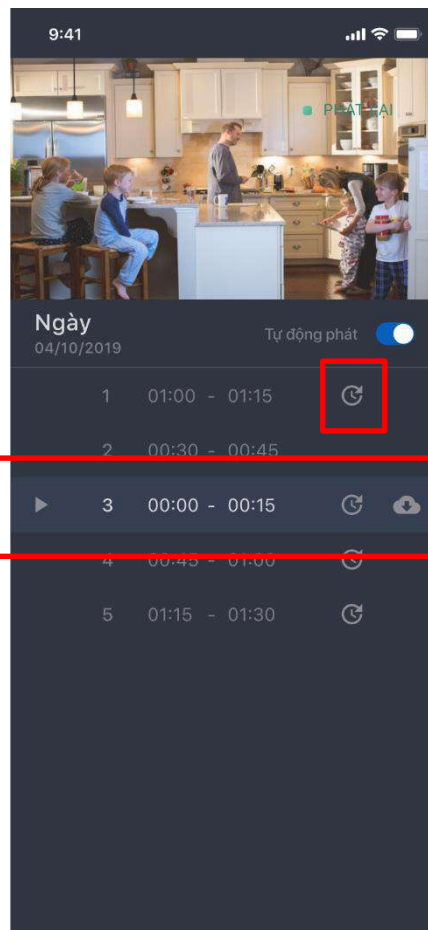 9:41
PHÁT LẠI
Ngày
04/10/2019
Tự động phát
1 01:00 - 01:15
2 00:30 - 00:45
3 00:00 - 00:15
4 00:45 - 01:00
5 01:15 - 01:30